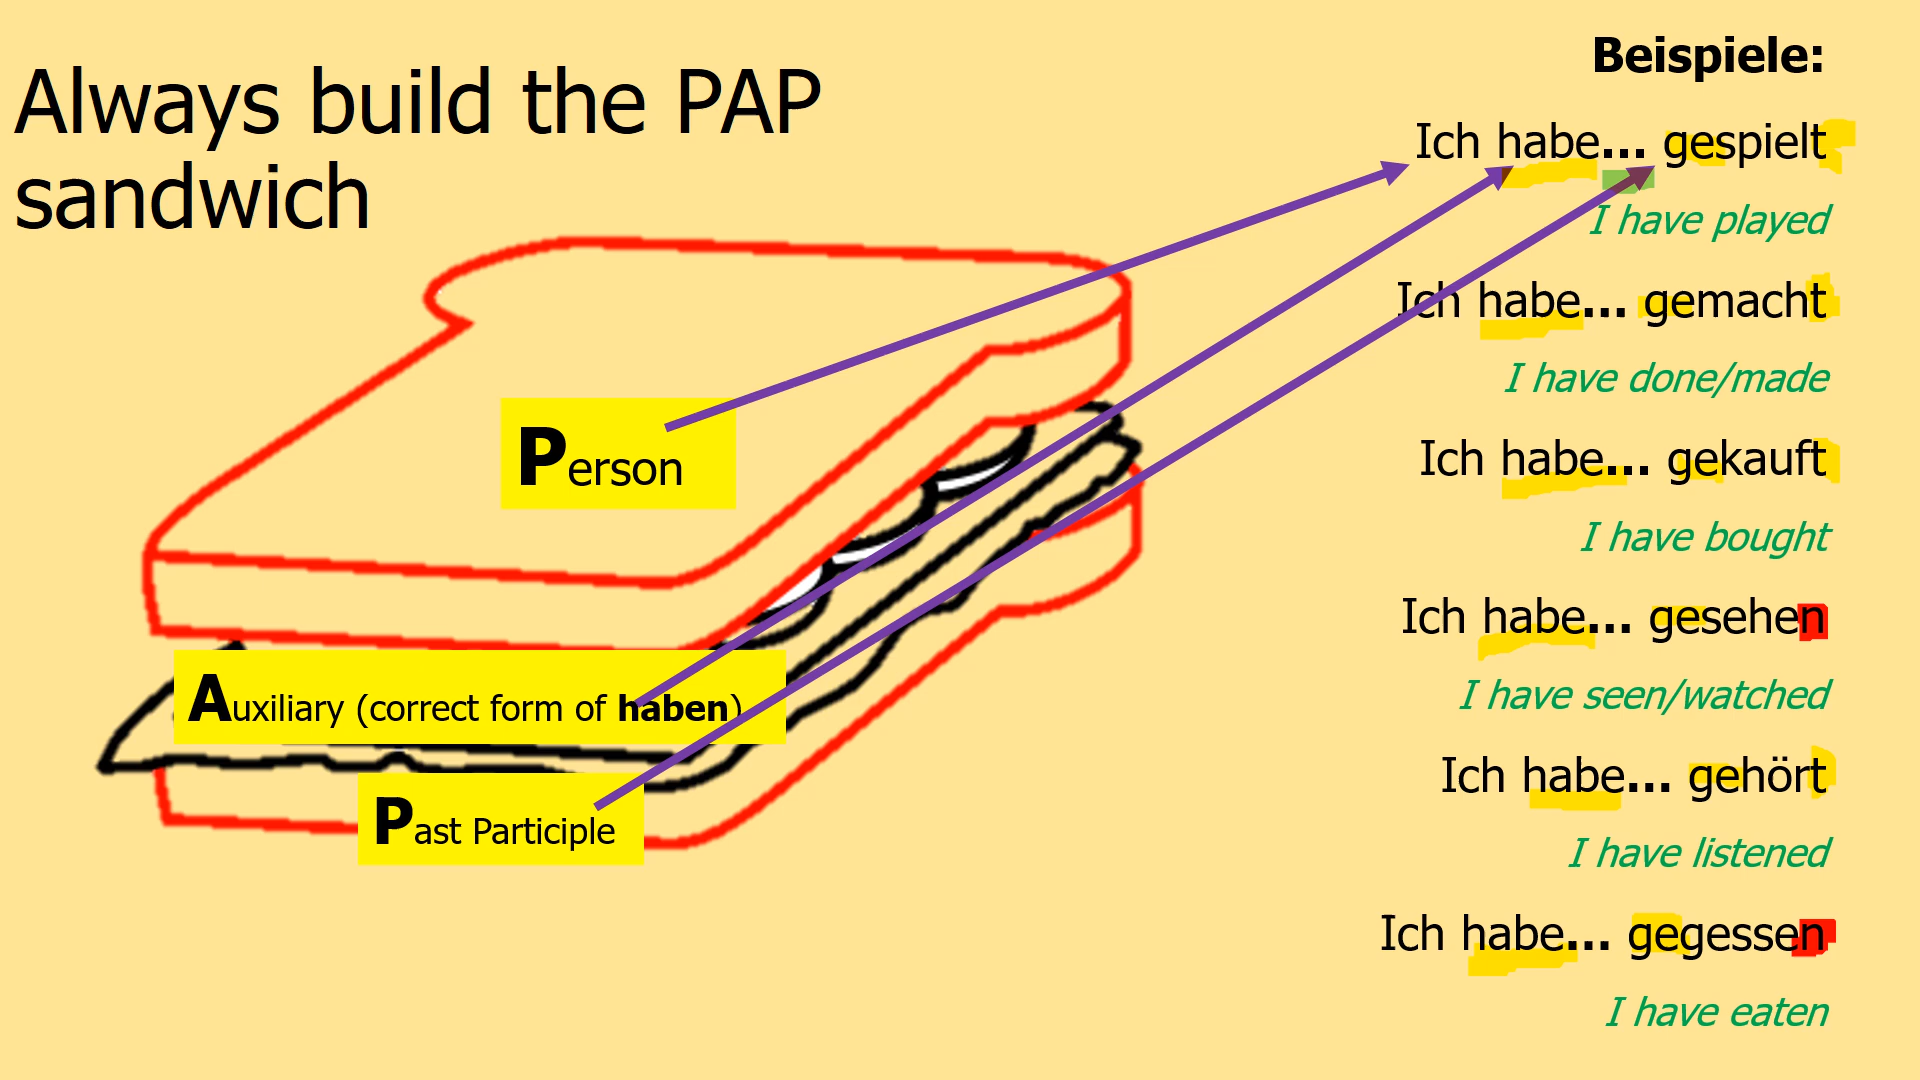 Always build the PAP
sandwich
Person
Auxiliary (correct form of haben)
Past Participle
Beispiele:
Ich habe... gespielt
I have played
Ich habe... gemacht
I have done/made
Ich habe... gekauft
I have bought
Ich habe... gesehen
I have seen/watched
Ich habe... gehört
I have listened
Ich habe... gegessen
I have eaten